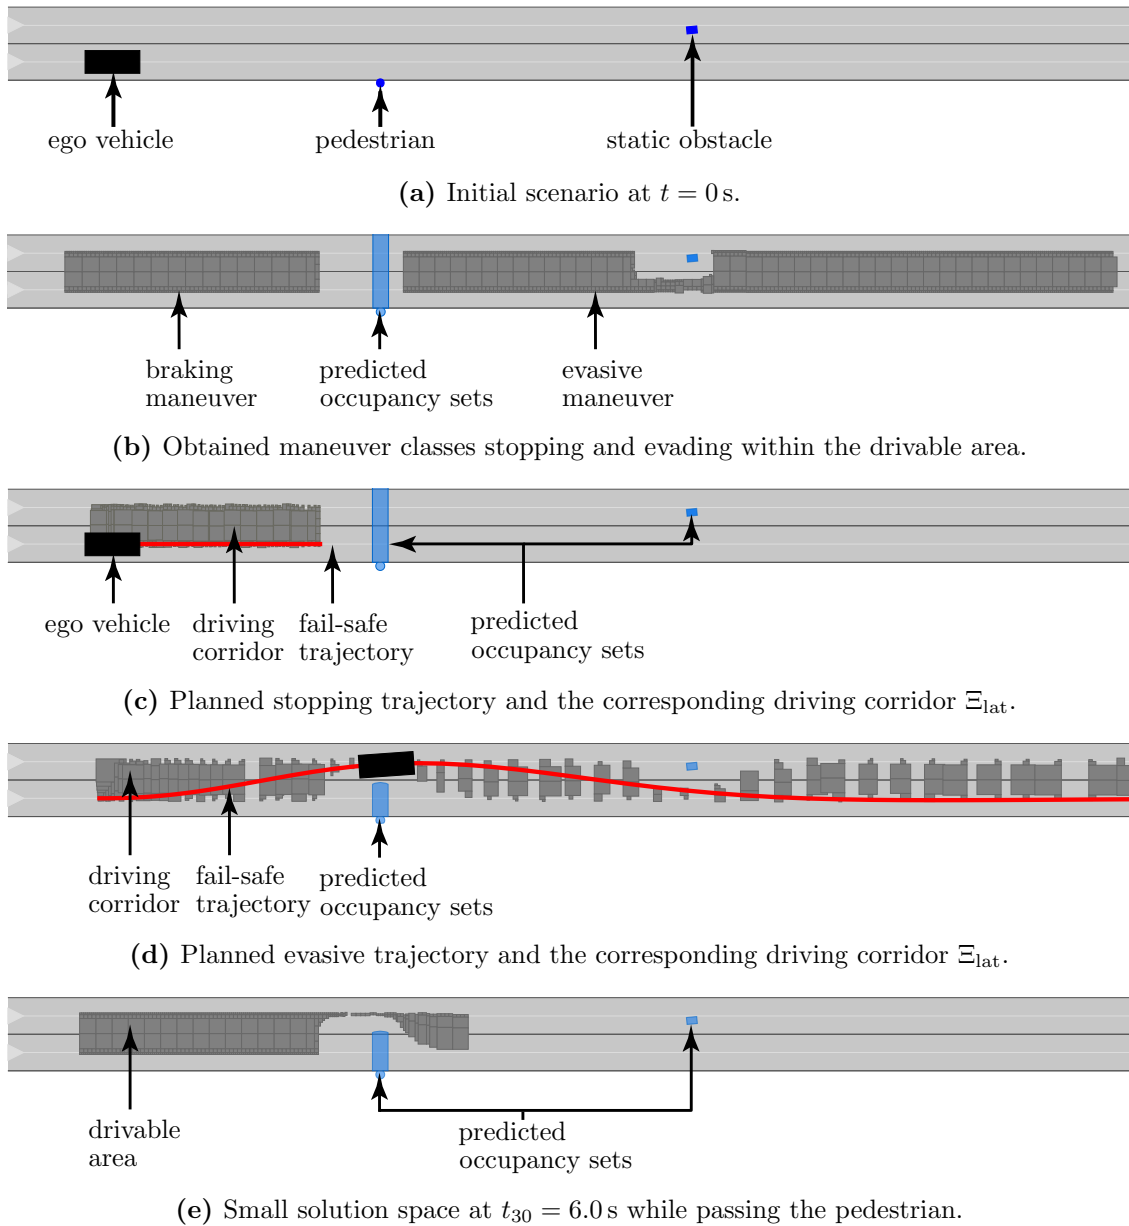 ego vehicle
pedestrian
static obstacle
(a) Initial scenario at t = 0 s.
braking
maneuver
predicted
occupancy sets
evasive
maneuver
(b) Obtained maneuver classes stopping and evading within the drivable area.
ego vehicle
driving
corridor
fail-safe
trajectory
predicted
occupancy sets
(c) Planned stopping trajectory and the corresponding driving corridor Ξlat.
driving
corridor
fail-safe
trajectory
predicted
occupancy sets
(d) Planned evasive trajectory and the corresponding driving corridor Ξlat.
drivable
area
predicted
occupancy sets
(e) Small solution space at t30 = 6.0 s while passing the pedestrian.